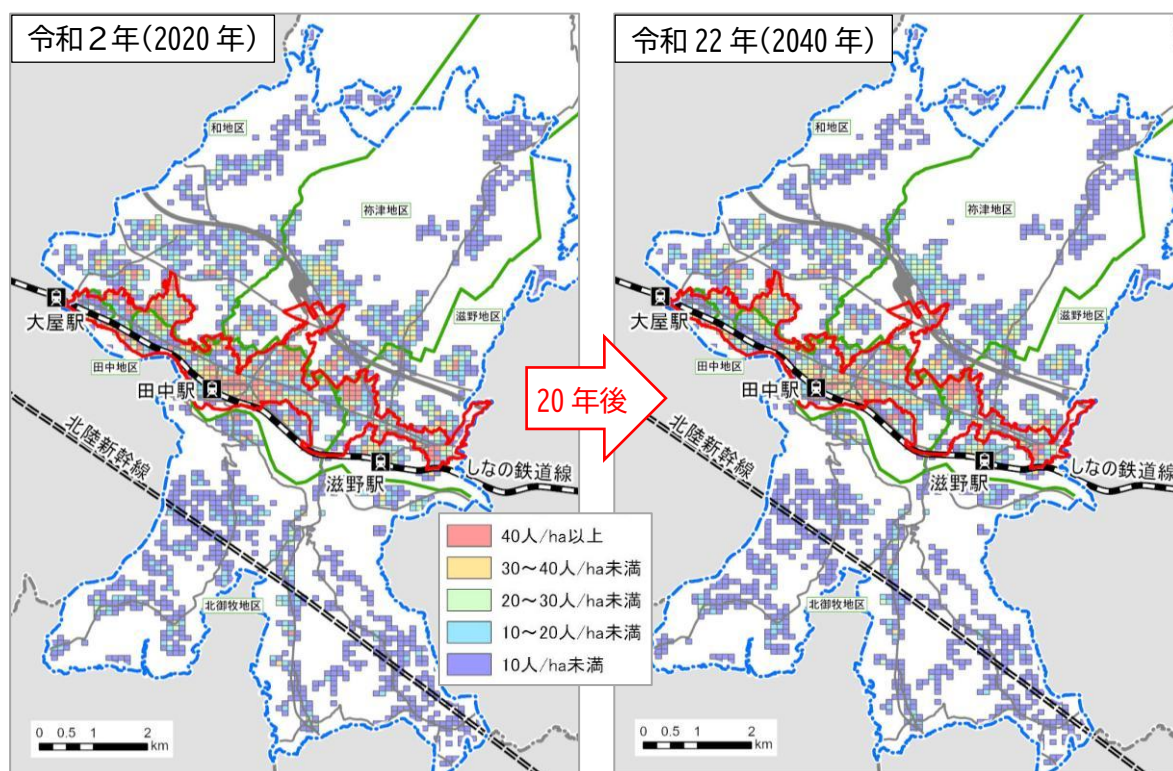 令和２年(2020 年)
和地区
祢津地区
滋野地区
大屋駅
田中地区
田中駅
北陸新幹線
しなの鉄道線
滋野駅
北御牧地区
0 0.5 1 2
km
20 年後
40人/ha以上
30～40人/ha未満
20～30人/ha未満
10～20人/ha未満
10人/ha未満
令和 22 年(2040 年)
和地区
祢津地区
滋野地区
大屋駅
田中地区
田中駅
北陸新幹線
しなの鉄道線
滋野駅
北御牧地区
0 0.5 1 2
km